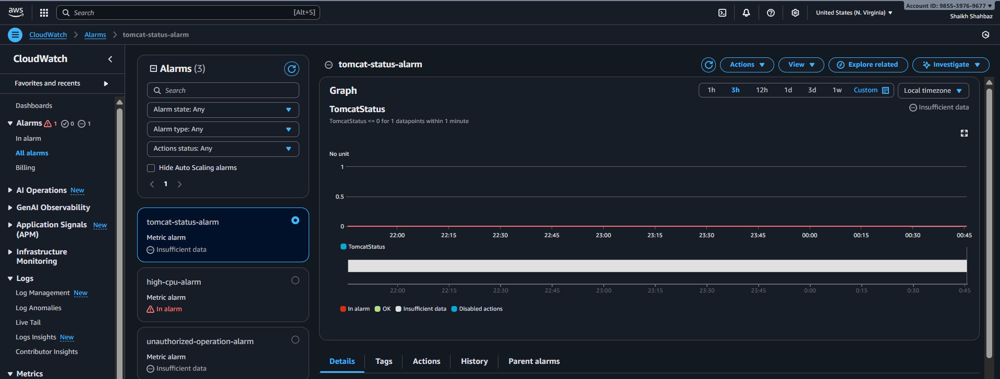 aws
Search
[Alt+S]
United States (N. Virginia)
Account ID: 9855-3976-9677
Shaikh Shahbaz
CloudWatch
Alarms
tomcat-status-alarm
CloudWatch
Favorites and recents
Dashboards
Alarms 1 0 1
In alarm
All alarms
Billing
AI Operations New
GenAI Observability
Application Signals New
(APM)
Infrastructure
Monitoring
Logs
Log Management New
Log Anomalies
Live Tail
Logs Insights New
Contributor Insights
Metrics
Alarms (3)
Search
Alarm state: Any
Alarm type: Any
Actions status: Any
Hide Auto Scaling alarms
1
tomcat-status-alarm
Metric alarm
Insufficient data
high-cpu-alarm
Metric alarm
In alarm
unauthorized-operation-alarm
Metric alarm
Insufficient data
tomcat-status-alarm
Actions
View
Explore related
Investigate
Graph
1h 3h 12h 1d 3d 1w Custom
Local timezone
TomcatStatus
Insufficient data
TomcatStatus <= 0 for 1 datapoints within 1 minute
No unit
1
0.5
0
22:00 22:15 22:30 22:45 23:00 23:15 23:30 23:45 00:00 00:15 00:30 00:45
TomcatStatus
22:00 22:15 22:30 22:45 23:00 23:15 23:30 23:45 0:00 0:15 0:30 0:45
In alarm OK Insufficient data Disabled actions
Details Tags Actions History Parent alarms